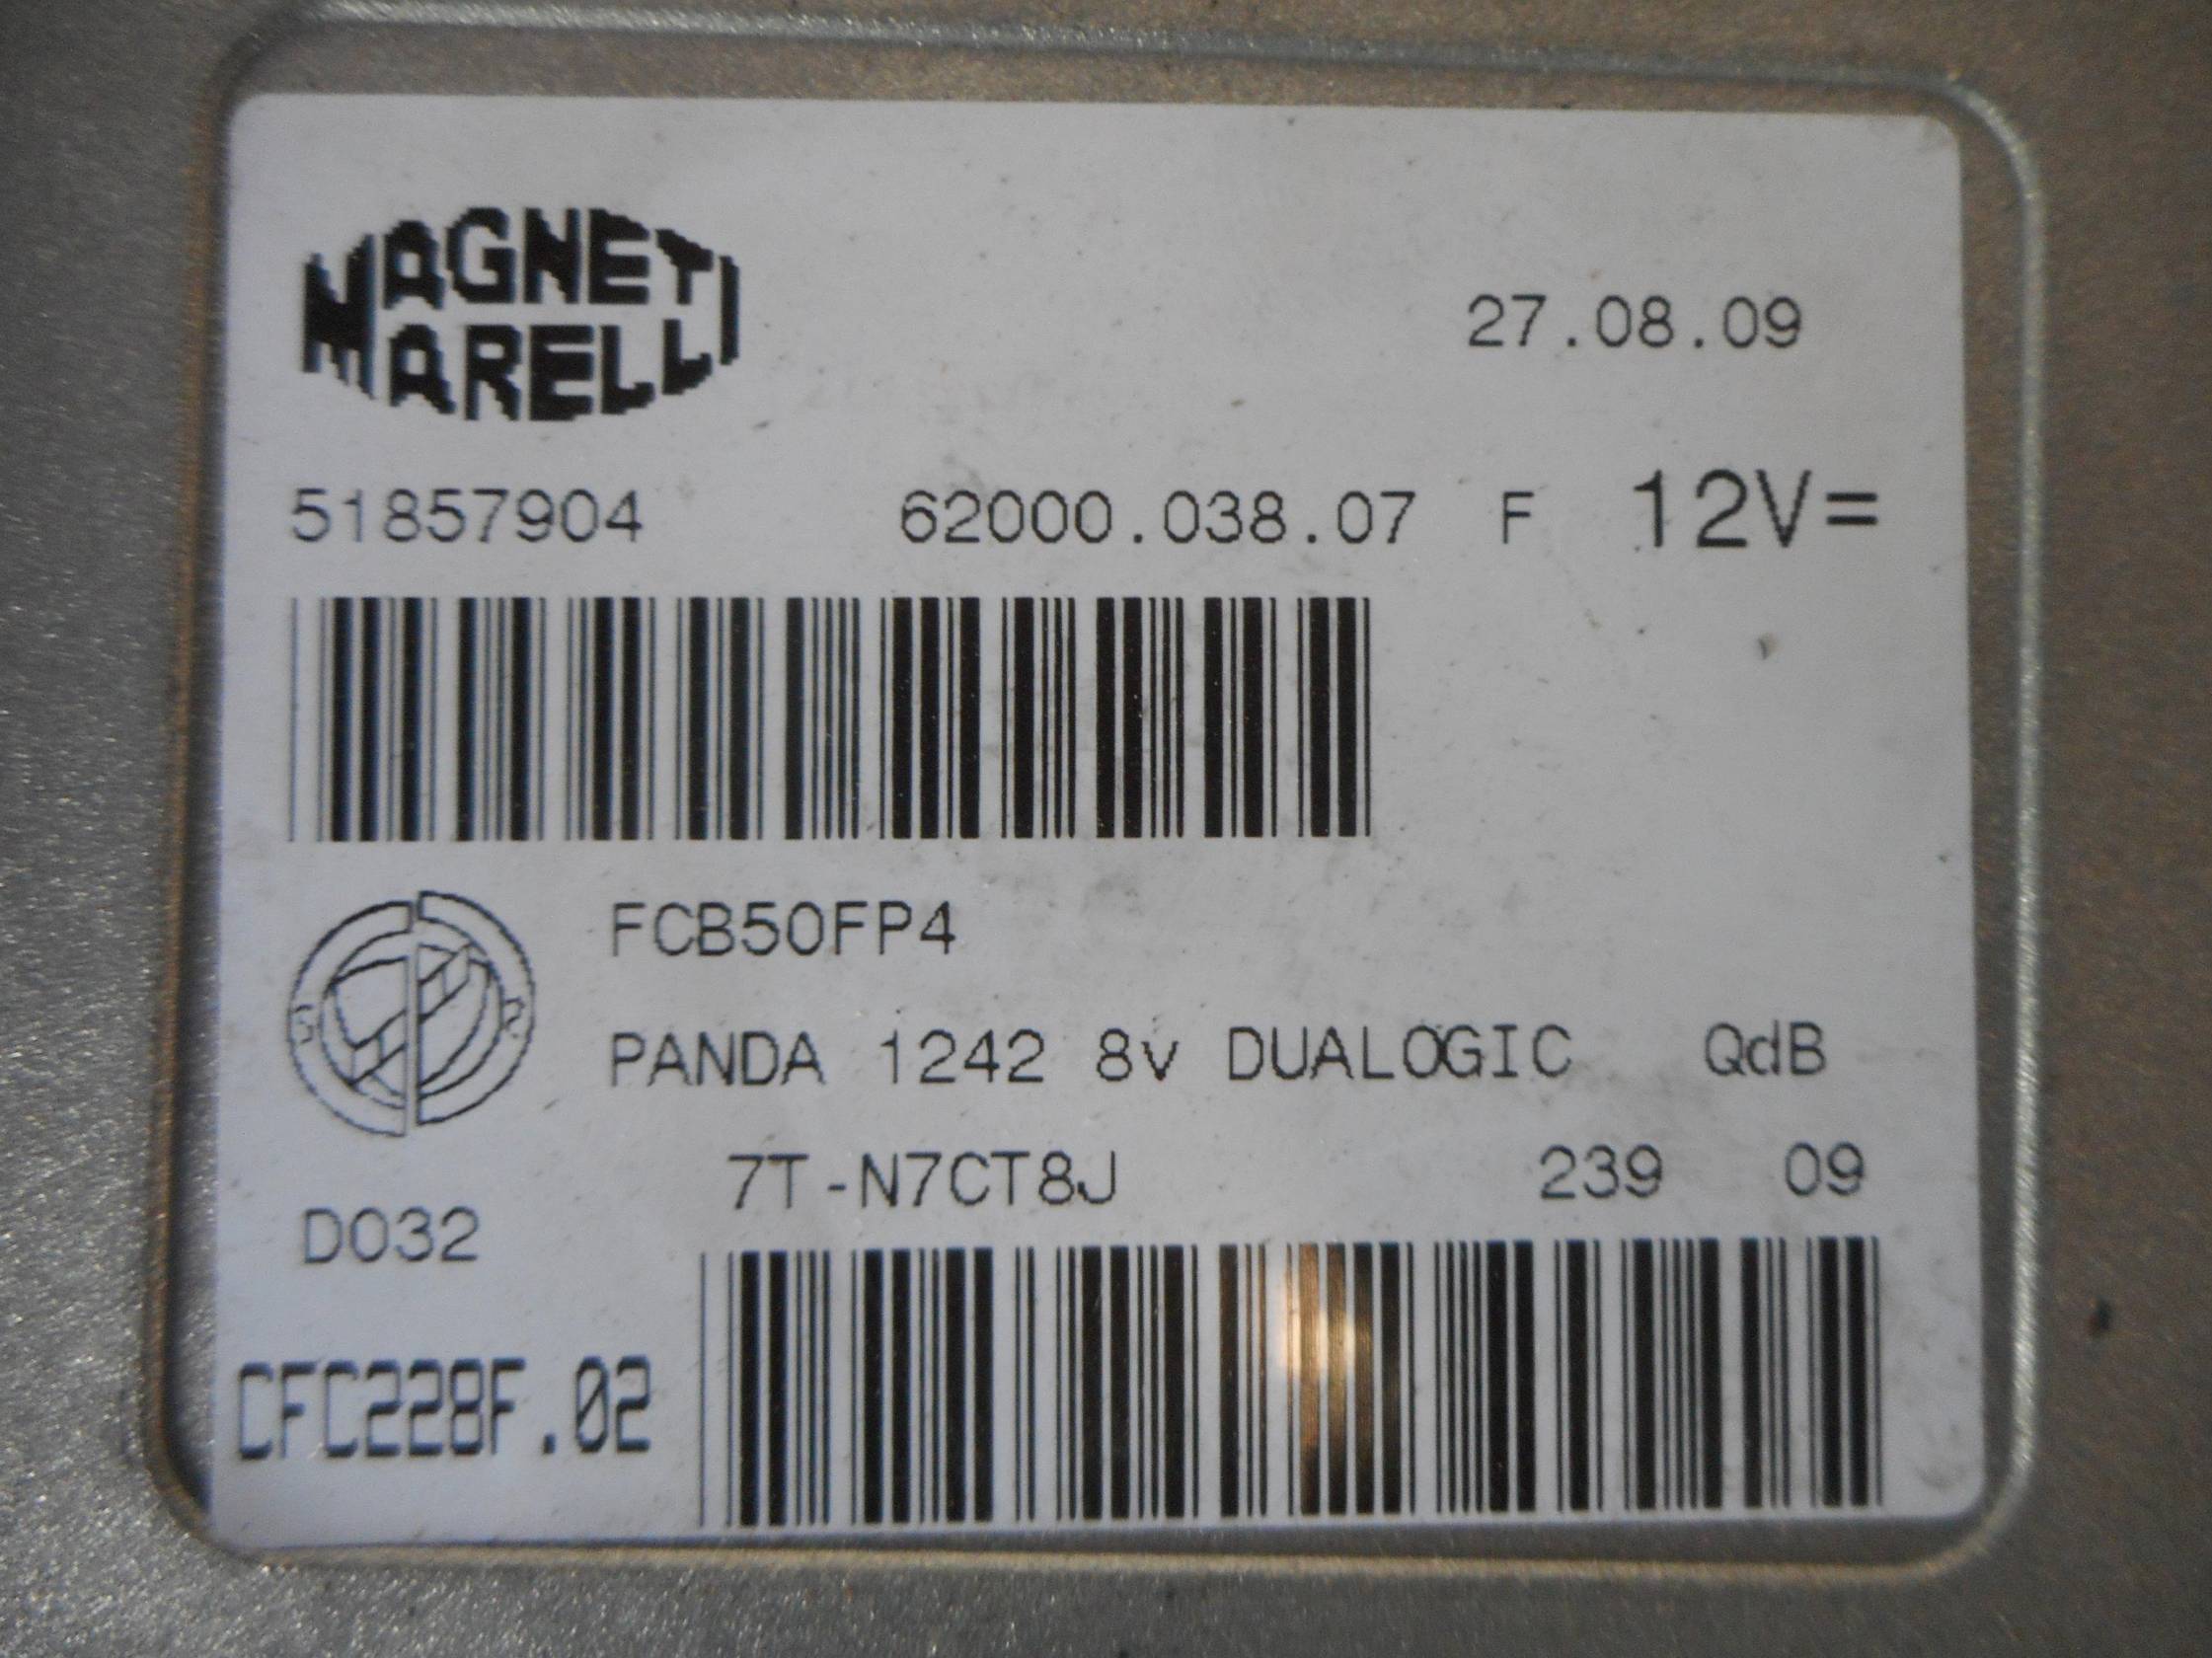 MAGNETI
MARELLI
27.08.09
51857904 62000.038.07 F 12V=
FCB50FP4
PANDA 1242 8v DUALOGIC QdB
7T-N7CT8J 239 09
D032
CFC228F.02